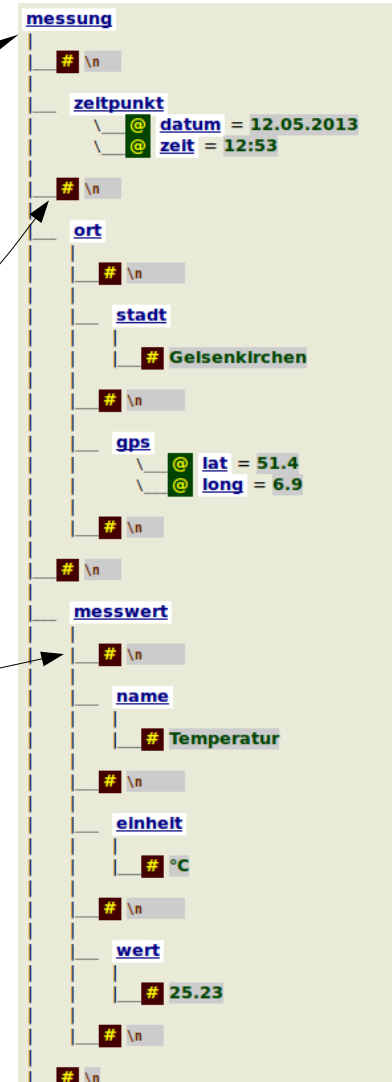 messung
# \n
zeitpunkt
@ datum = 12.05.2013
@ zeit = 12:53
# \n
ort
# \n
stadt
# Gelsenkirchen
# \n
gps
@ lat = 51.4
@ long = 6.9
# \n
# \n
messwert
# \n
name
# Temperatur
# \n
einheit
# °C
# \n
wert
# 25.23
# \n
# \n